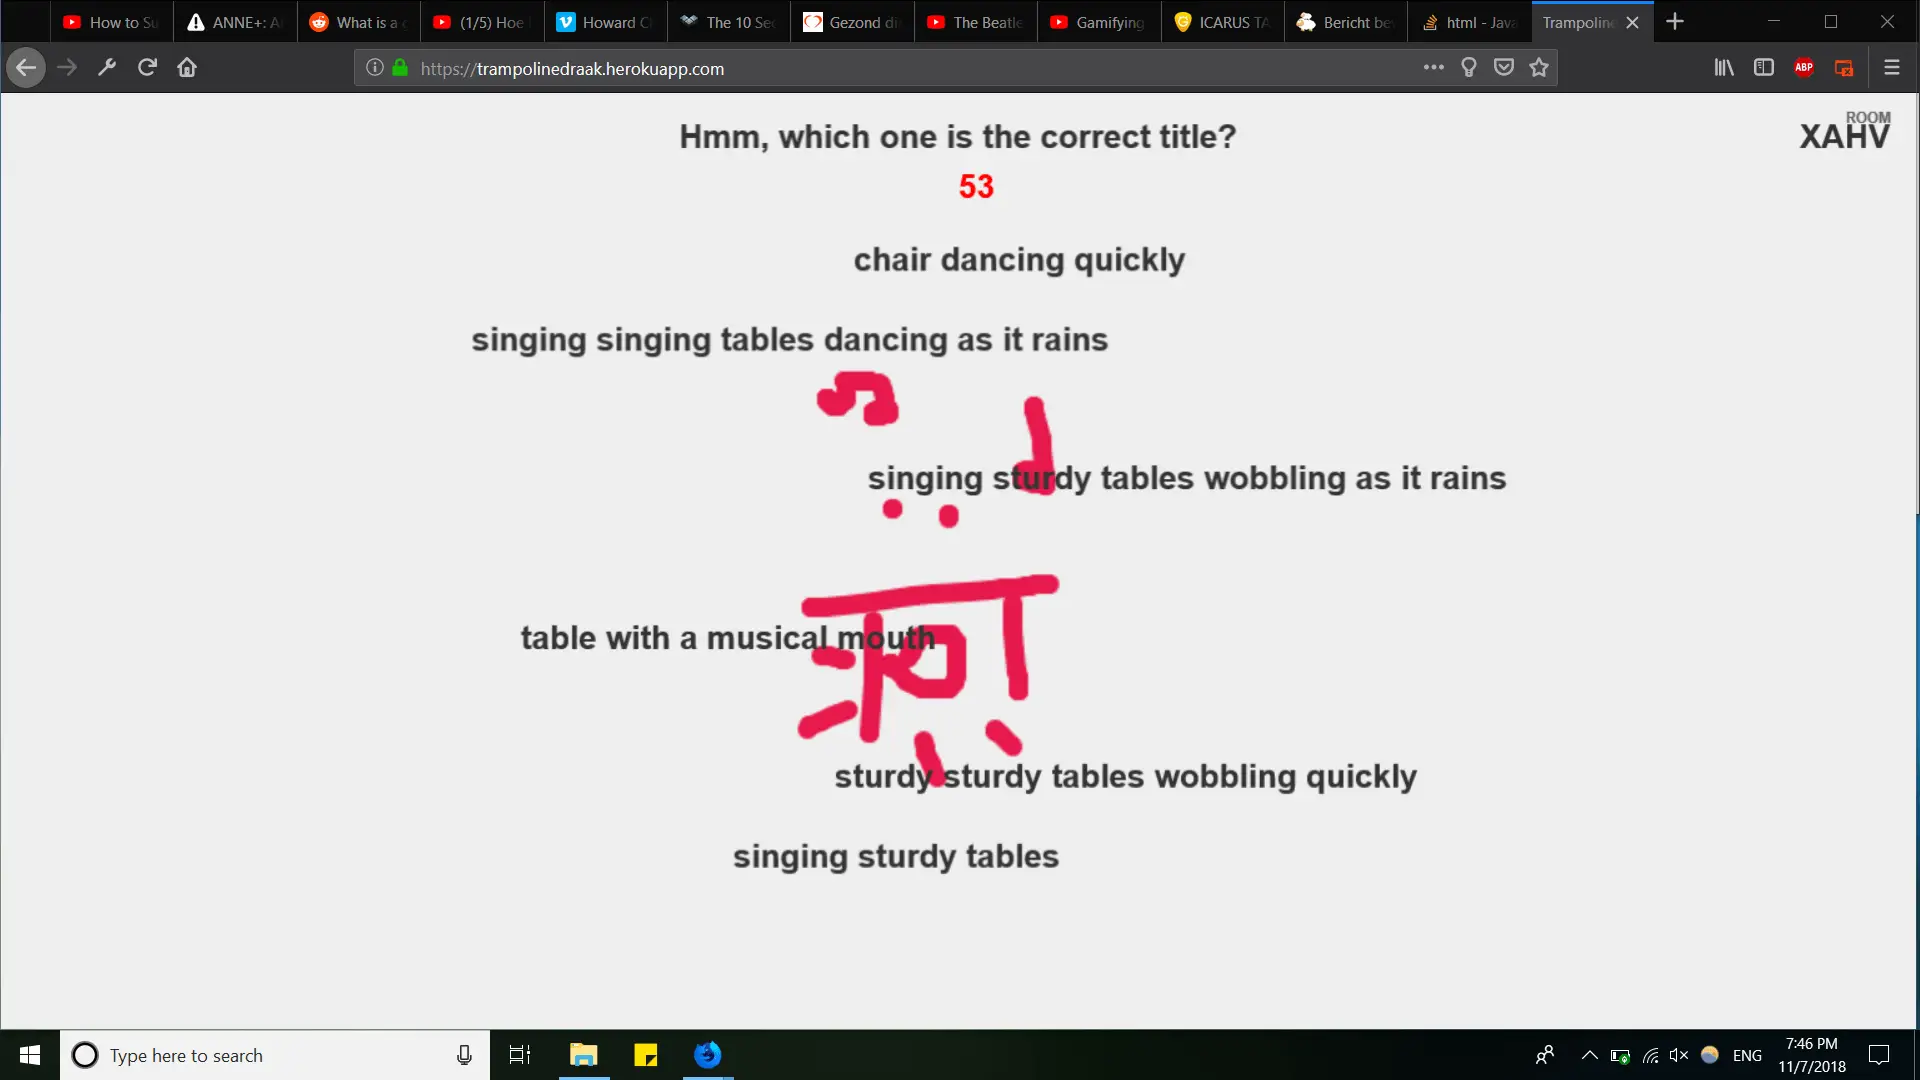 How to Su
ANNE+: A
What is a
(1/5) Hoe
Howard C
The 10 Sec
Gezond di
The Beatle
Gamifying
ICARUS TA
Bericht be
html - Java
Trampolin
https://trampolinedraak.herokuapp.com
ABP
Hmm, which one is the correct title?
ROOM
XAHV
53
chair dancing quickly
singing singing tables dancing as it rains
singing sturdy tables wobbling as it rains
table with a musical mouth
sturdy sturdy tables wobbling quickly
singing sturdy tables
Type here to search
ENG
7:46 PM
11/7/2018